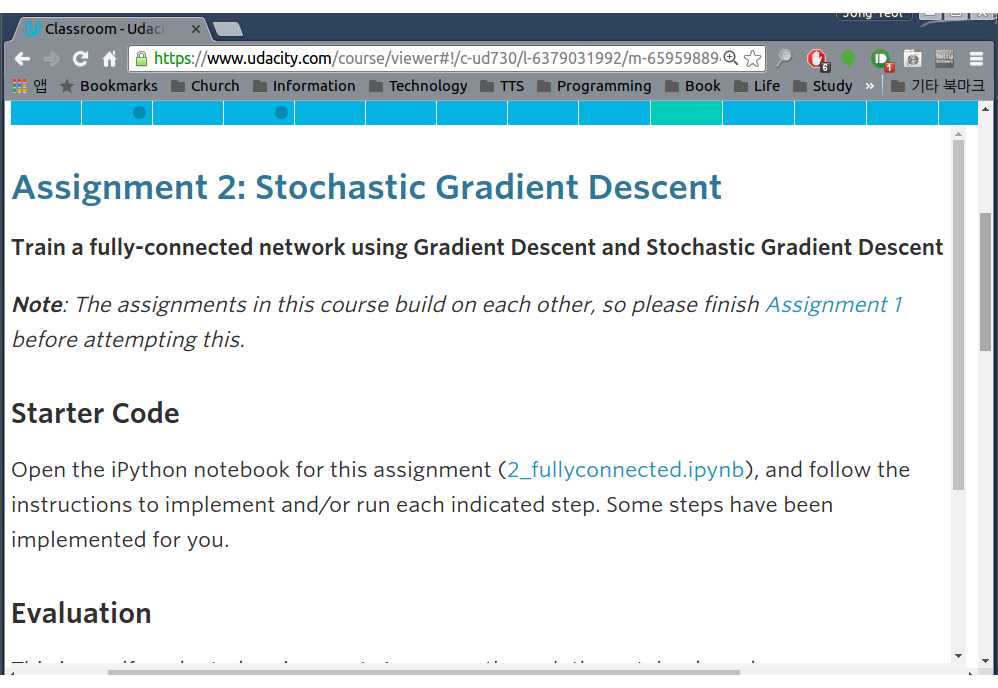 Jong Yeol
Classroom - Udaci
https://www.udacity.com/course/viewer#!/c-ud730/l-6379031992/m-65959889
6
1
앱 Bookmarks Church Information Technology TTS Programming Book Life Study » 기타 북마크
Assignment 2: Stochastic Gradient Descent
Train a fully-connected network using Gradient Descent and Stochastic Gradient Descent
Note: The assignments in this course build on each other, so please finish Assignment 1
before attempting this.
Starter Code
Open the iPython notebook for this assignment (2_fullyconnected.ipynb), and follow the
instructions to implement and/or run each indicated step. Some steps have been
implemented for you.
Evaluation